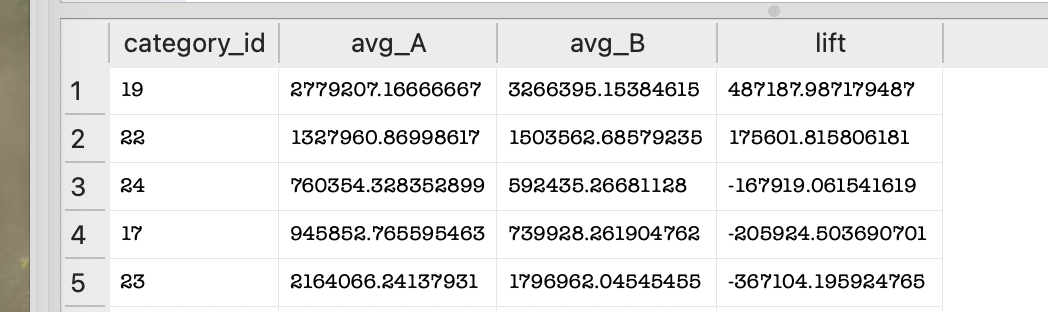 category_id avg_A avg_B lift
1 19 2779207.16666667 3266395.15384615 487187.987179487
2 22 1327960.86998617 1503562.68579235 175601.815806181
3 24 760354.328352899 592435.26681128 -167919.061541619
4 17 945852.765595463 739928.261904762 -205924.503690701
5 23 2164066.24137931 1796962.04545455 -367104.195924765